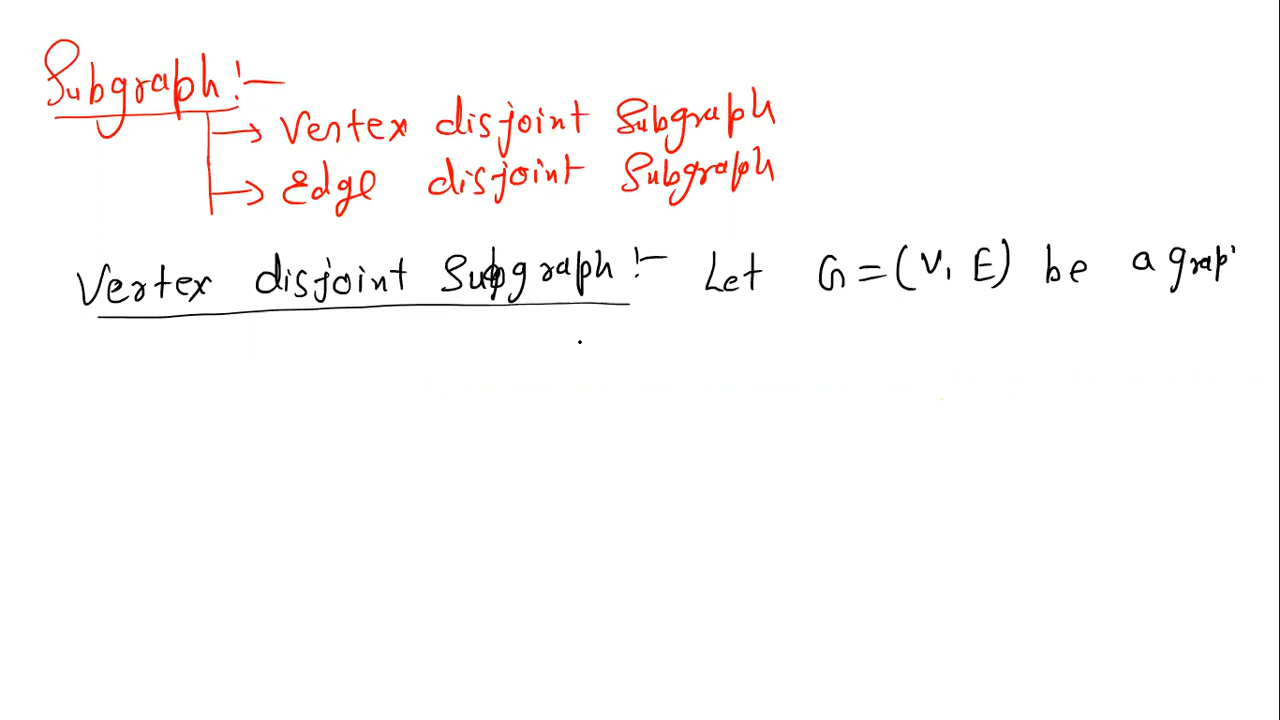 Subgraph :-
→ Vertex disjoint Subgraph
→ Edge disjoint Subgraph
Vertex disjoint Subgraph :- Let G = (V, E) be a grap